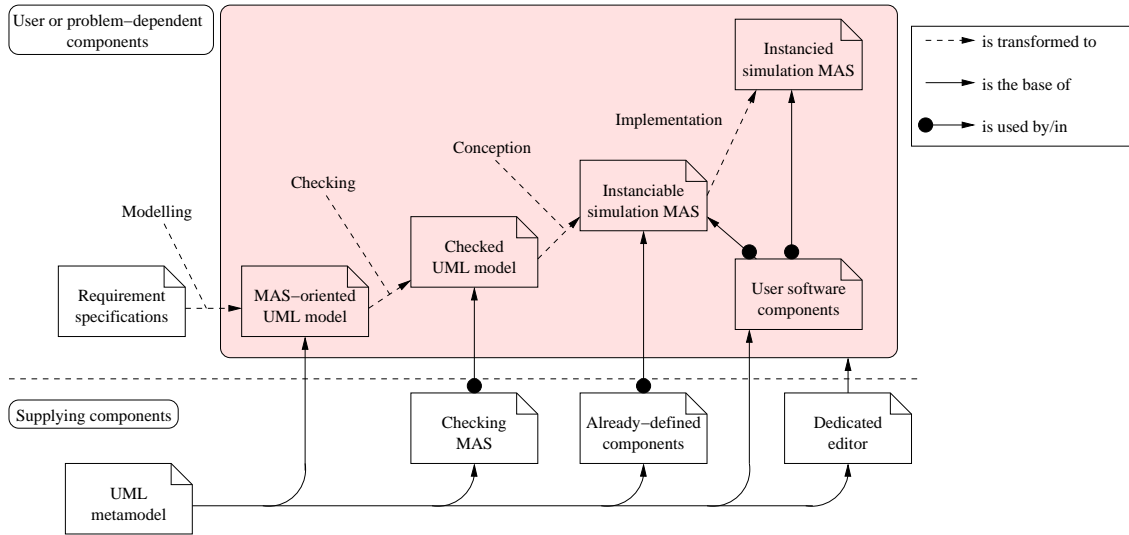 User or problem−dependent
components
Instancied
simulation MAS
is transformed to
is the base of
is used by/in
Implementation
Conception
Checking
Modelling
Instanciable
simulation MAS
Checked
UML model
User software
components
Requirement
specifications
MAS−oriented
UML model
Supplying components
Checking
MAS
Already−defined
components
Dedicated
editor
UML
metamodel